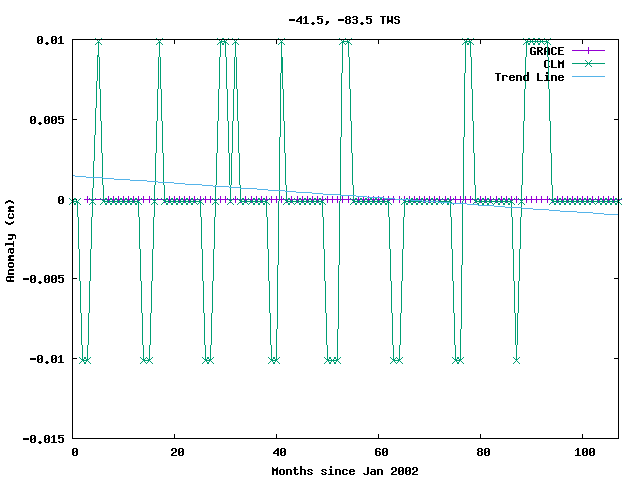 -41.5, -83.5 TWS
GRACE
CLM
Trend Line
0.01
0.005
0
-0.005
-0.01
-0.015
Anomaly (cm)
0 20 40 60 80 100
Months since Jan 2002